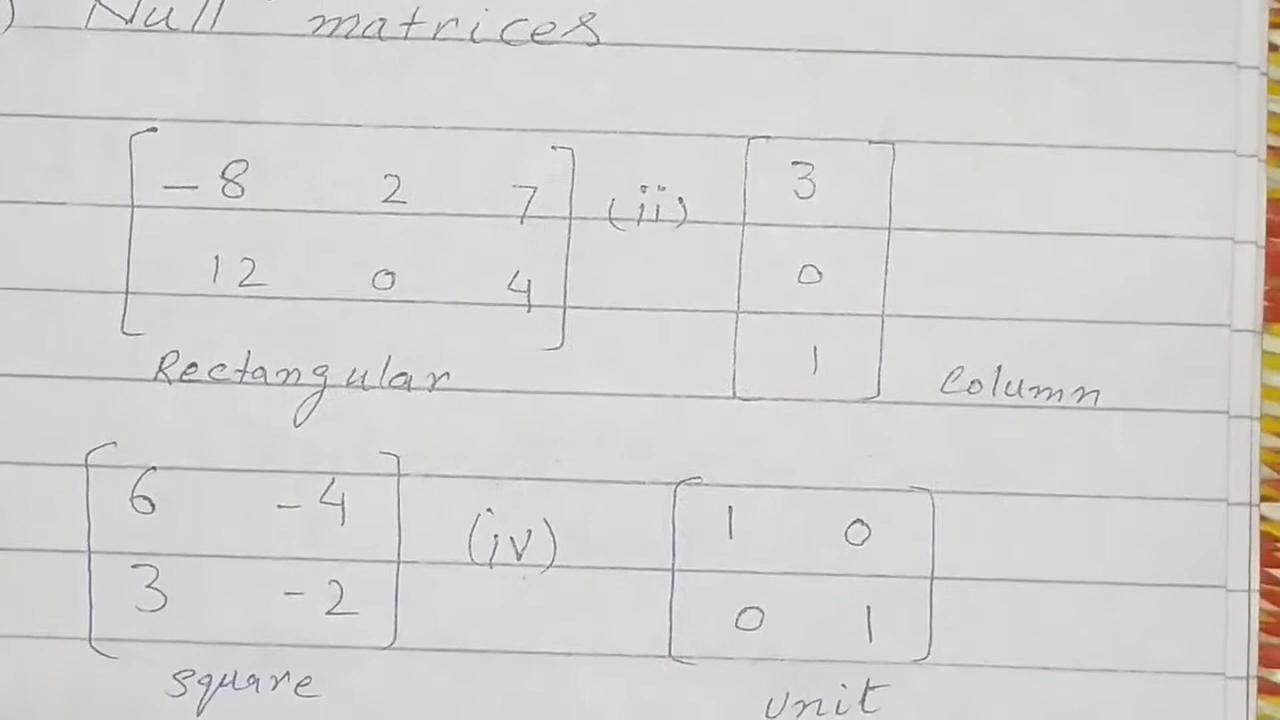 ) Null matrices
-8 2 7 (ii) 3
12 0 4 0
1
Rectangular column
6 -4 (iv) 1 0
3 -2 0 1
square unit